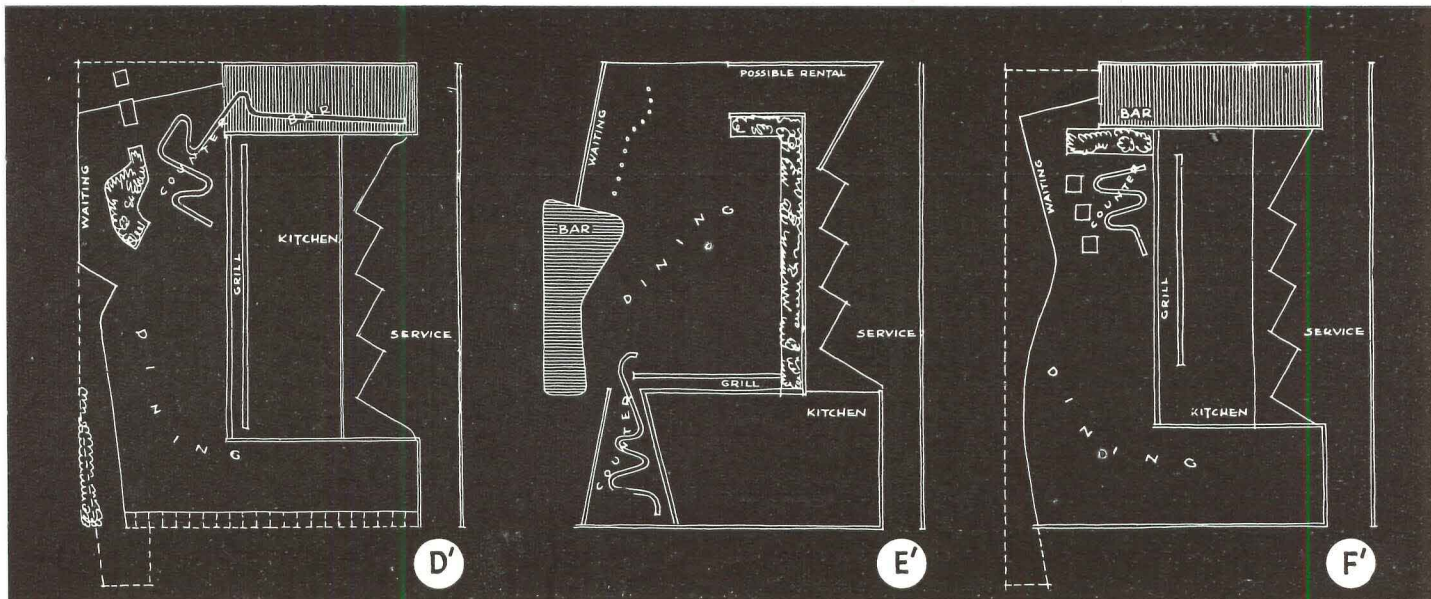 WAITING
COUNTER
BAR
KITCHEN
GRILL
SERVICE
DINING
D'
POSSIBLE RENTAL
WAITING
BAR
DINING
GRILL
KITCHEN
COUNTER
SERVICE
E'
BAR
WAITING
COUNTER
GRILL
SERVICE
KITCHEN
DINING
F'